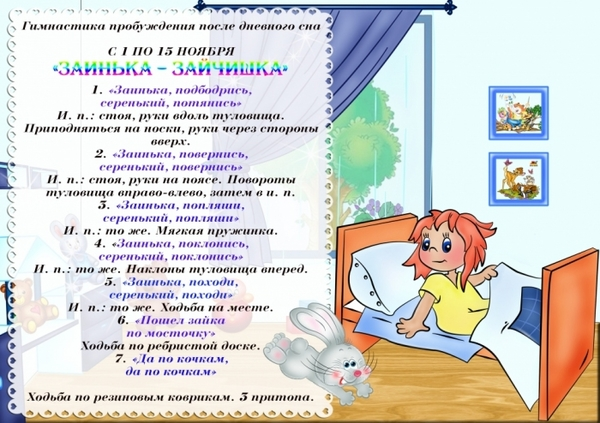 Гимнастика пробуждения после дневного сна
С 1 ПО 15 НОЯБРЯ
«ЗАИНЬКА – ЗАЙЧИШКА»
1. «Заинька, подбодрись,
серенький, потянись»
И. п.: стоя, руки вдоль туловища.
Приподняться на носки, руки через стороны
вверх.
2. «Заинька, повернись,
серенький, повернись»
И. п.: стоя, руки на поясе. Повороты
туловища вправо-влево, затем в и. п.
3. «Заинька, попляши,
серенький, попляши»
И. п.: то же. Мягкая пружинка.
4. «Заинька, поклонись,
серенький, поклонись»
И. п.: то же. Наклоны туловища вперед.
5. «Заинька, походи,
серенький, походи»
И. п.: то же. Ходьба на месте.
6. «Пошел зайка
по мосточку»
Ходьба по ребристой доске.
7. «Да по кочкам,
да по кочкам»
Ходьба по резиновым коврикам. 3 притопа.